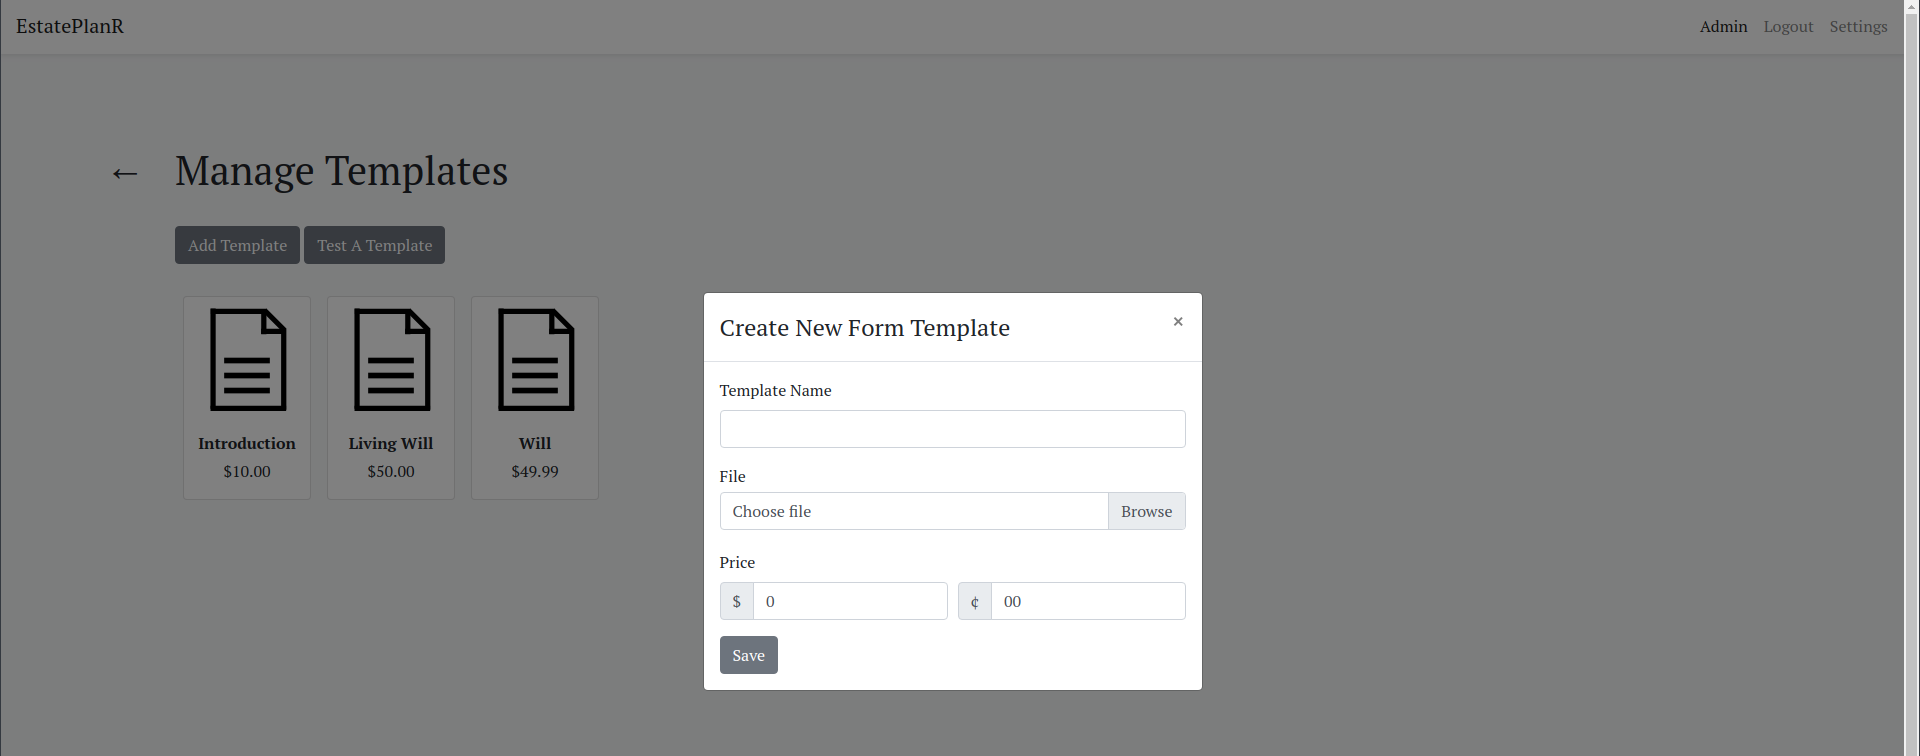 EstatePlanR
Admin Logout Settings
← Manage Templates
Add Template Test A Template
Introduction
$10.00
Living Will
$50.00
Will
$49.99
Create New Form Template ×
Template Name
File
Choose file Browse
Price
$ 0 ¢ 00
Save